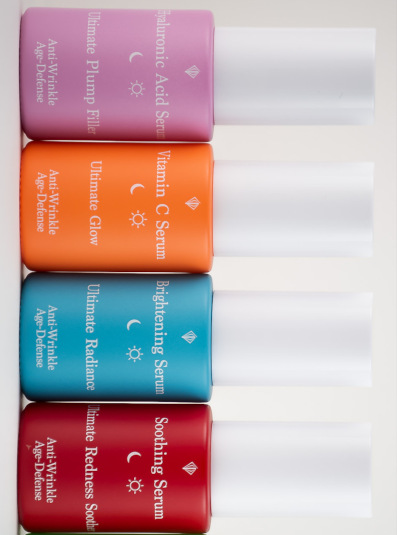 Hyaluronic Acid Serum
Ultimate Plump Filler
Anti-Wrinkle
Age-Defense
Vitamin C Serum
Ultimate Glow
Anti-Wrinkle
Age-Defense
Brightening Serum
Ultimate Radiance
Anti-Wrinkle
Age-Defense
Soothing Serum
Ultimate Redness Sooth
Anti-Wrinkle
Age-Defense